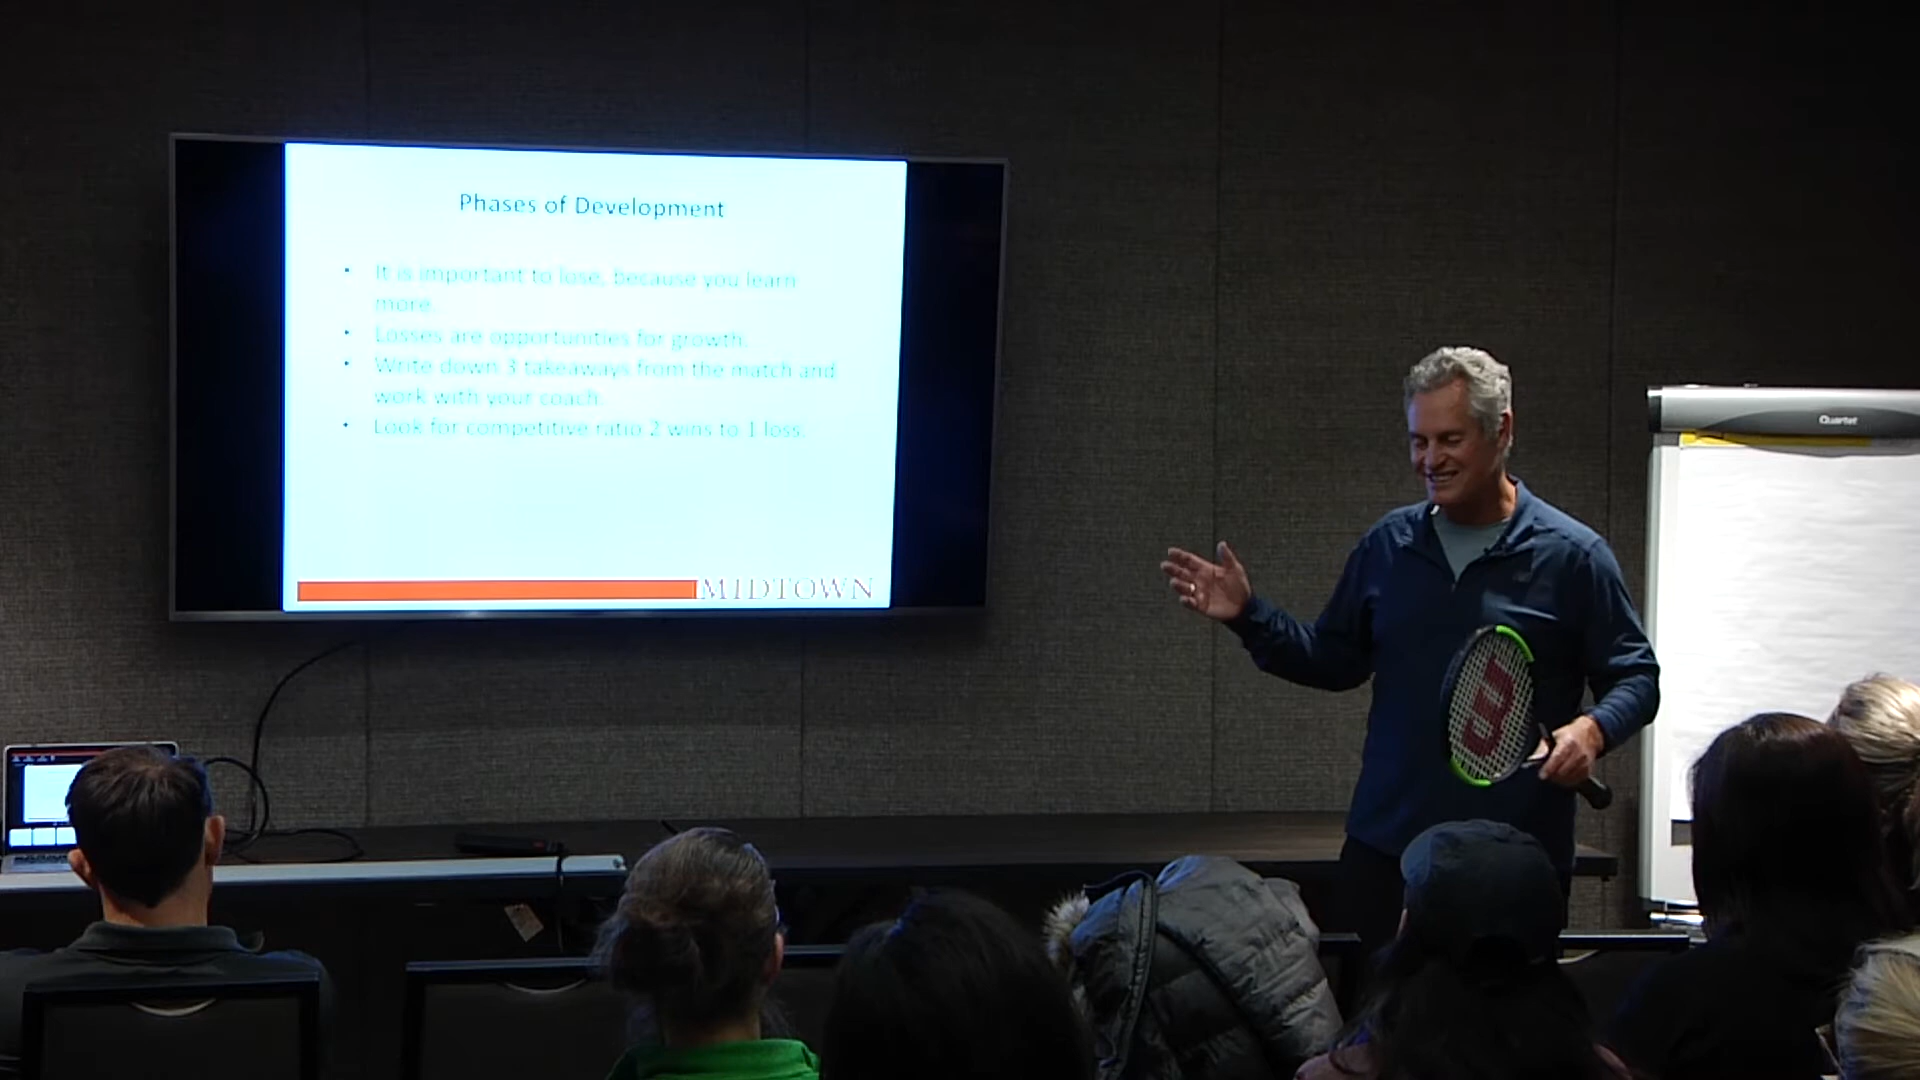 Phases of Development
• It is important to lose, because you learn
more.
• Losses are opportunities for growth.
• Write down 3 takeaways from the match and
work with your coach.
• Look for competitive ratio 2 wins to 1 loss.
MIDTOWN
Quartet